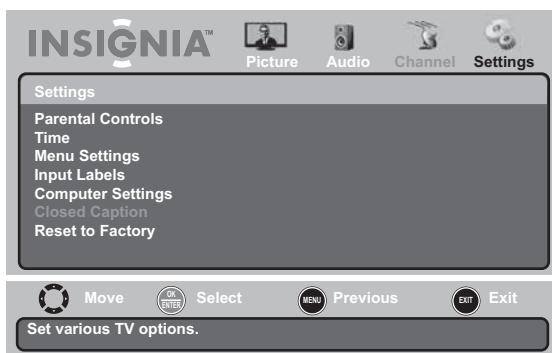 INSIGNIA™
Picture Audio Channel Settings
Settings
Parental Controls
Time
Menu Settings
Input Labels
Computer Settings
Closed Caption
Reset to Factory
Move OK ENTER Select MENU Previous EXIT Exit
Set various TV options.